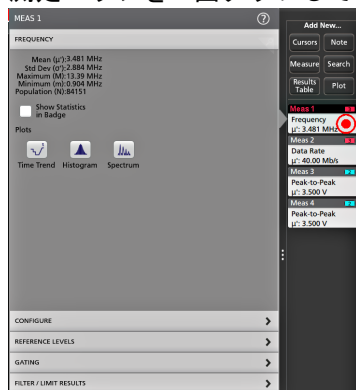 MEAS 1
?
FREQUENCY
Mean (μ'):3.481 MHz
Std Dev (σ'):2.884 MHz
Maximum (M):13.39 MHz
Minimum (m):0.904 MHz
Population (N):84151
Show Statistics
in Badge
Plots
Time Trend Histogram Spectrum
CONFIGURE
REFERENCE LEVELS
GATING
FILTER / LIMIT RESULTS
Add New...
Cursors Note
Measure Search
Results
Table
Plot
Meas 1
Frequency
μ': 3.481 MHz
Meas 2
Data Rate
μ': 40.00 Mb/s
Meas 3
Peak-to-Peak
μ': 3.500 V
Meas 4
Peak-to-Peak
μ': 3.500 V